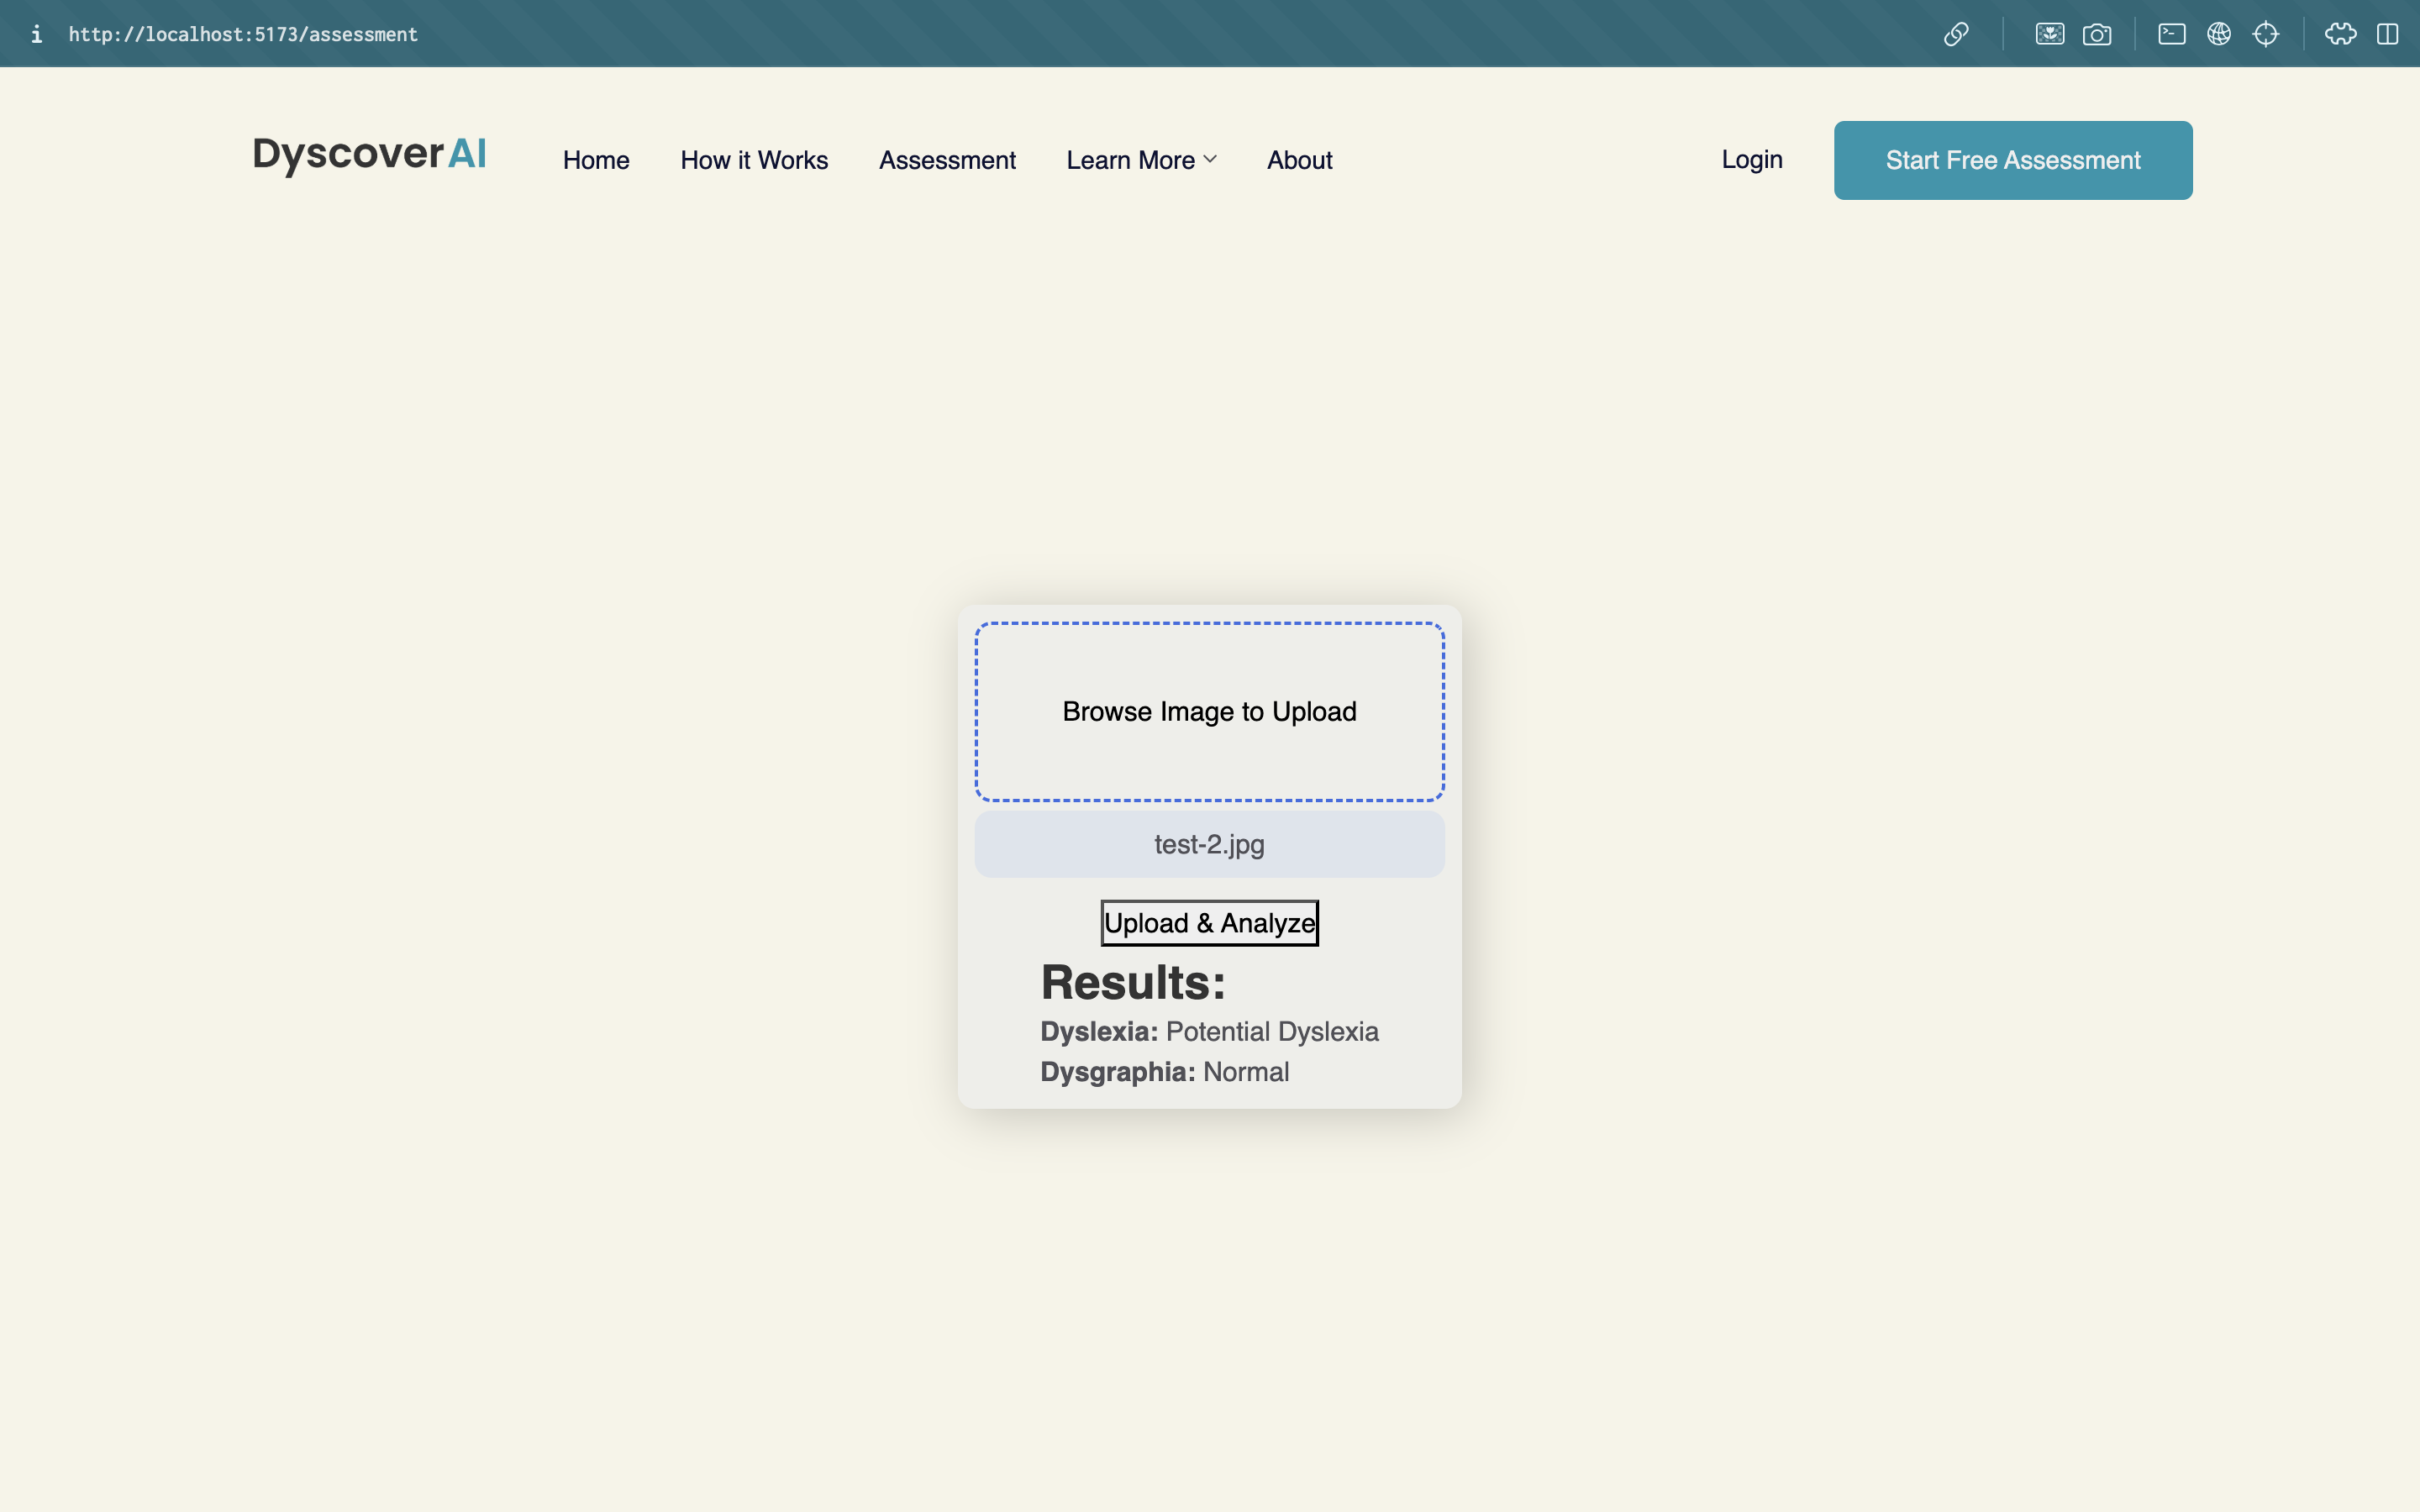 http://localhost:5173/assessment
DyscoverAI Home How it Works Assessment Learn More About Login Start Free Assessment
Browse Image to Upload
test-2.jpg
Upload & Analyze
Results:
Dyslexia: Potential Dyslexia
Dysgraphia: Normal